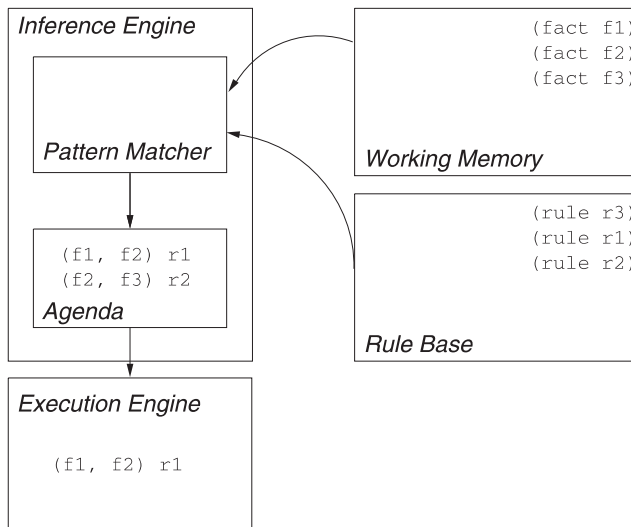 Inference Engine
Pattern Matcher
(f1, f2) r1
(f2, f3) r2
Agenda
Execution Engine
(f1, f2) r1
(fact f1)
(fact f2)
(fact f3)
Working Memory
(rule r3)
(rule r1)
(rule r2)
Rule Base